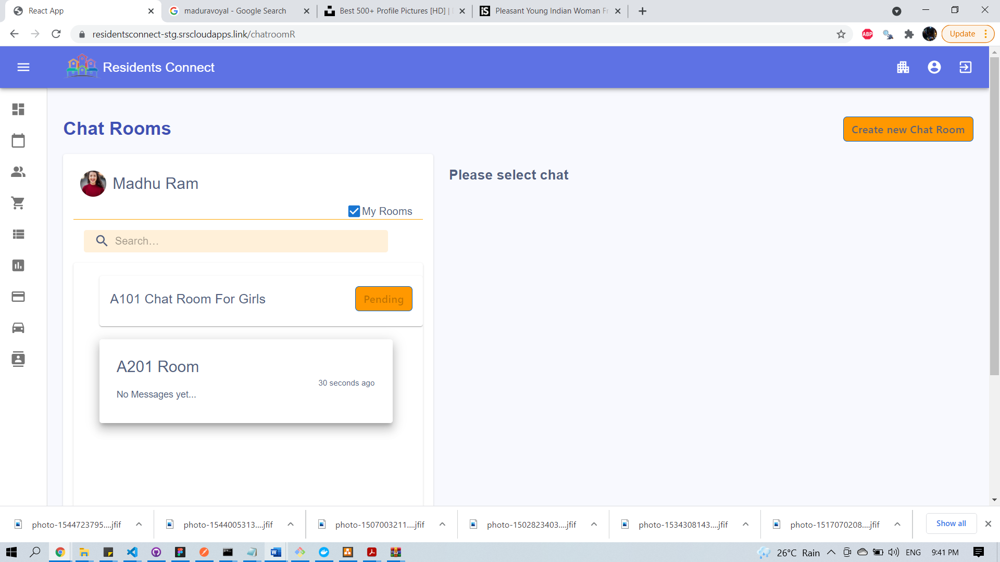 React App
maduravoyal - Google Search
Best 500+ Profile Pictures [HD] |
iS Pleasant Young Indian Woman Fr
residentsconnect-stg.srscloudapps.link/chatroomR
ABP
Update
Residents Connect
Chat Rooms
Create new Chat Room
Madhu Ram
Please select chat
My Rooms
Search...
A101 Chat Room For Girls
Pending
A201 Room
30 seconds ago
No Messages yet...
photo-1544723795....jfif
photo-1544005313....jfif
photo-1507003211....jfif
photo-1502823403....jfif
photo-1534308143....jfif
photo-1517070208....jfif
Show all
26°C Rain
ENG
9:41 PM